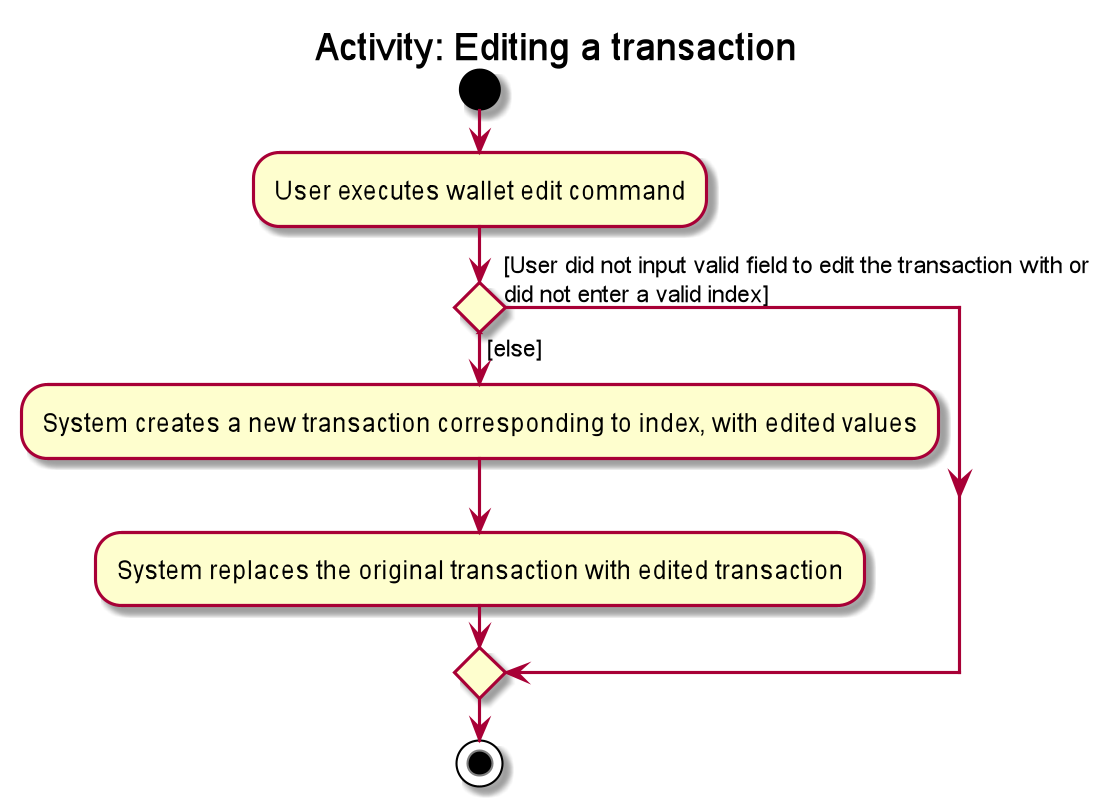 Activity: Editing a transaction
User executes wallet edit command
[User did not input valid field to edit the transaction with or
did not enter a valid index]
[else]
System creates a new transaction corresponding to index, with edited values
System replaces the original transaction with edited transaction